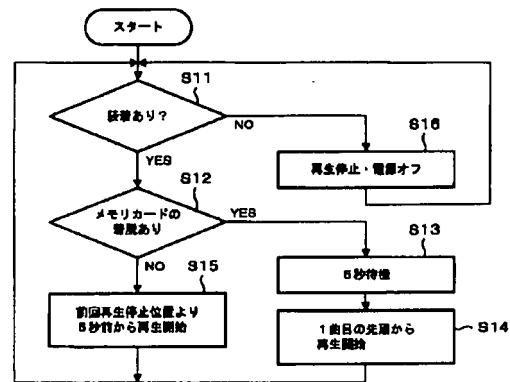 スタート
S11
装着あり?
NO
S16
YES
再生停止・電源オフ
S12
メモリカードの
着脱あり
YES
S13
NO
S15
5秒待機
前回再生停止位置より
5秒前から再生開始
1曲目の先頭から
再生開始
S14